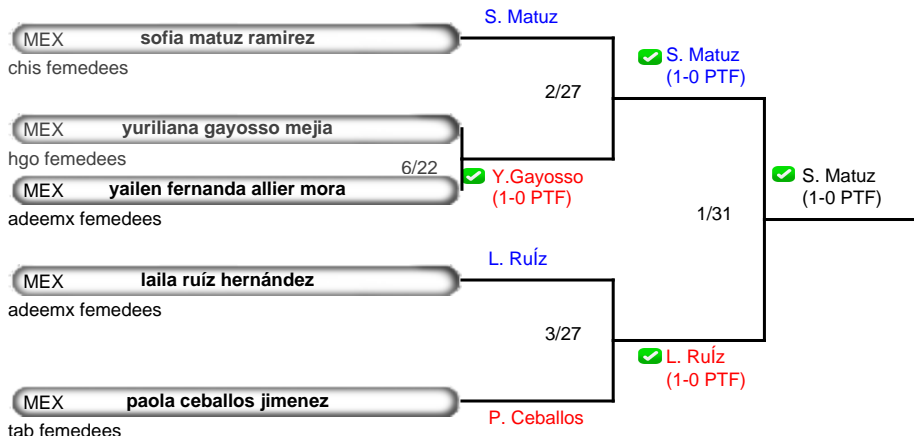 S. Matuz
MEX sofia matuz ramirez
chis femedees
S. Matuz
(1-0 PTF)
2/27
MEX yuriliana gayosso mejia
hgo femedees
6/22
Y.Gayosso
(1-0 PTF)
MEX yailen fernanda allier mora
adeemx femedees
S. Matuz
(1-0 PTF)
1/31
L. RuÍz
MEX laila ruíz hernández
adeemx femedees
3/27
L. RuÍz
(1-0 PTF)
MEX paola ceballos jimenez
P. Ceballos
tab femedees